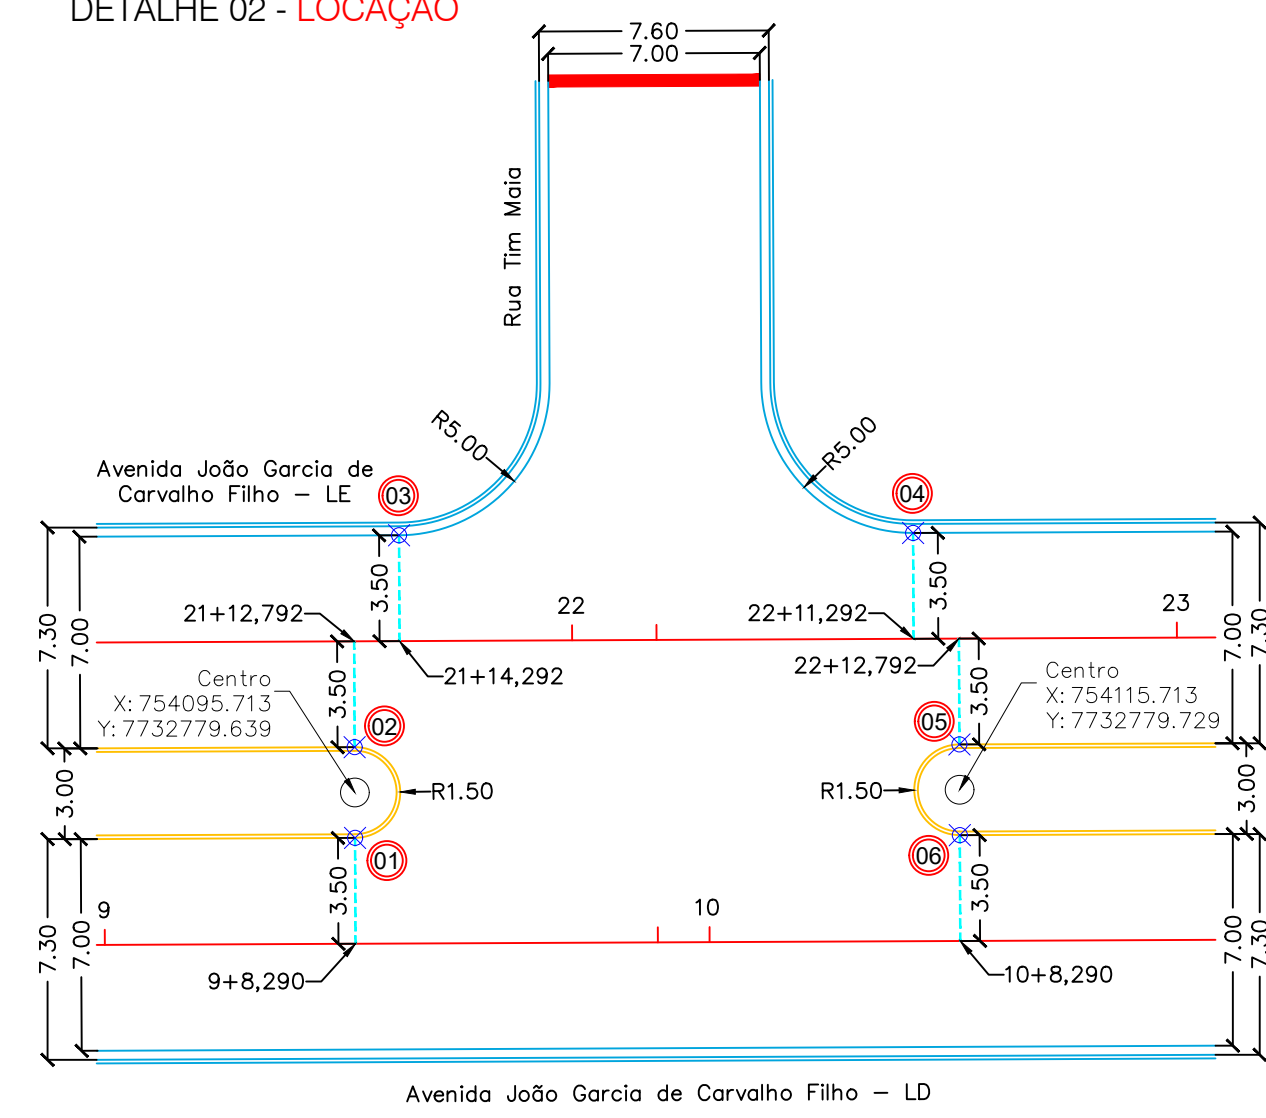 DETALHE 02 - LOCAÇÃO
7.60
7.00
Rua Tim Maia
R5.00
R5.00
Avenida João Garcia de
Carvalho Filho – LE
03
04
3.50
3.50
7.30
7.00
7.00
7.30
21+12,792
22
22+11,292
23
21+14,292
22+12,792
Centro
X: 754095.713
Y: 7732779.639
3.50
3.50
Centro
X: 754115.713
Y: 7732779.729
02
05
3.00
R1.50
R1.50
3.00
01
06
3.50
3.50
9
10
7.30
7.00
7.00
7.30
9+8,290
10+8,290
Avenida João Garcia de Carvalho Filho – LD